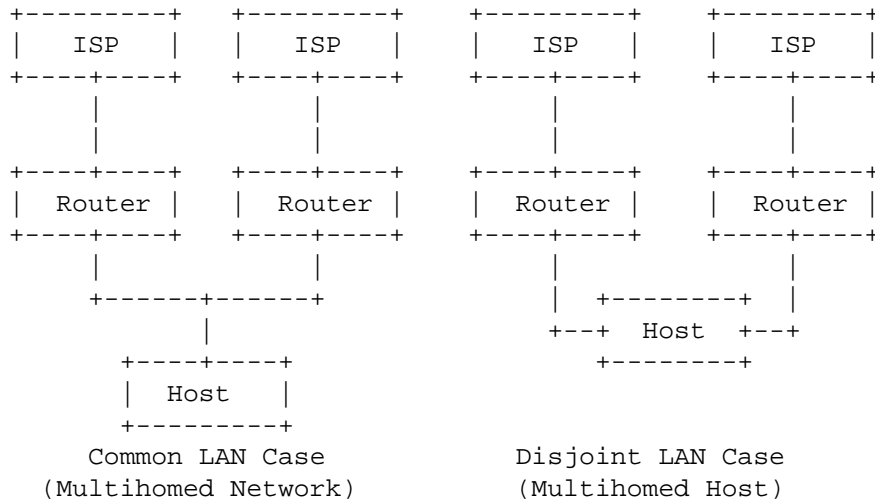 ISP ISP ISP ISP
Router Router Router Router
Host
Host
Common LAN Case Disjoint LAN Case
(Multihomed Network) (Multihomed Host)